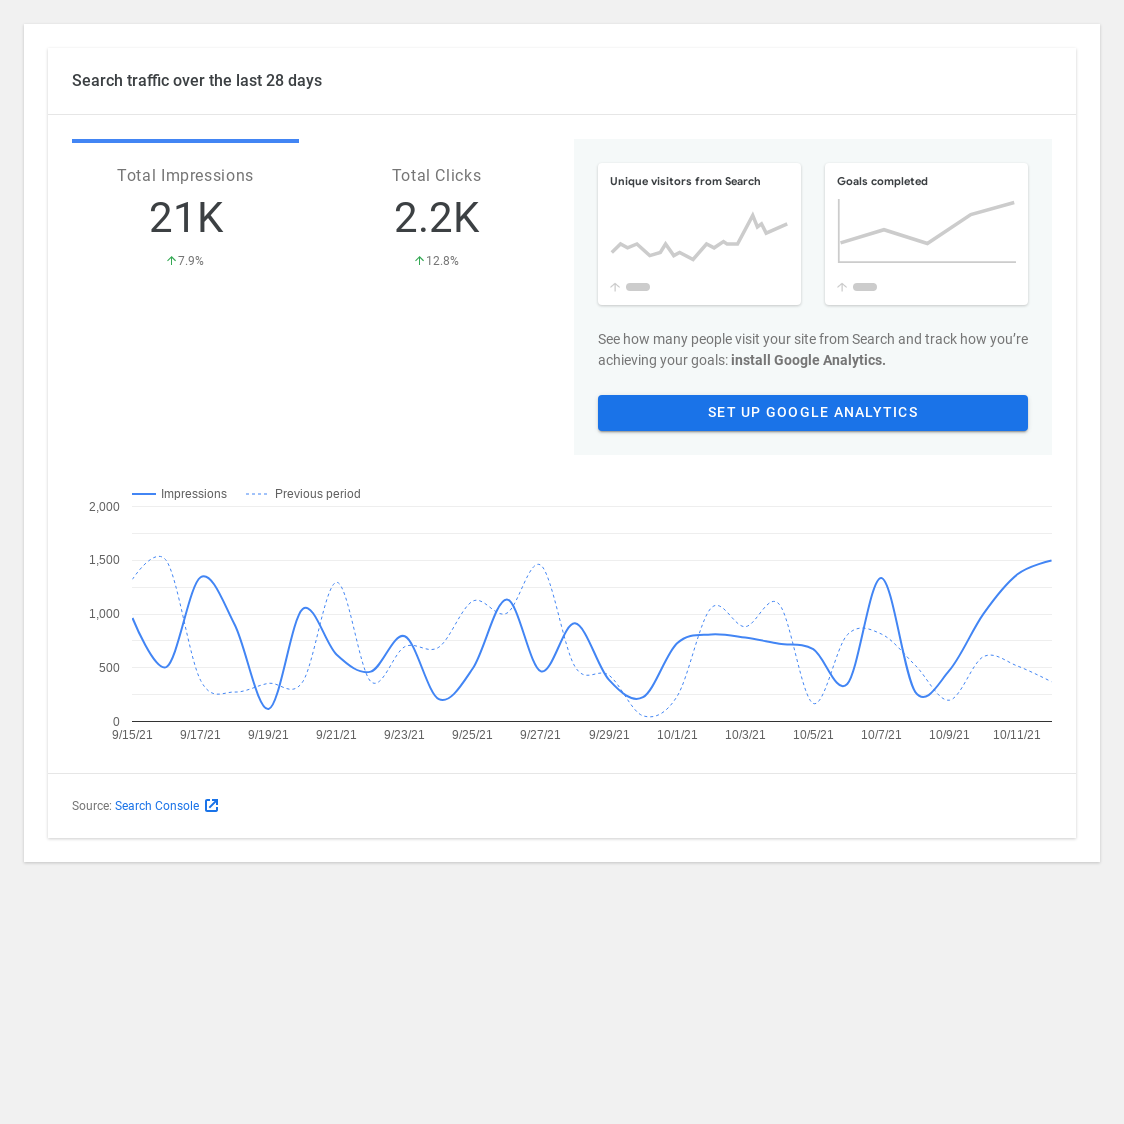 Search traffic over the last 28 days
Total Impressions
21K
7.9%
Total Clicks
2.2K
12.8%
Unique visitors from Search
Goals completed
See how many people visit your site from Search and track how you’re
achieving your goals: install Google Analytics.
SET UP GOOGLE ANALYTICS
Impressions
Previous period
2,000
1,500
1,000
500
0
9/15/21 9/17/21 9/19/21 9/21/21 9/23/21 9/25/21 9/27/21 9/29/21 10/1/21 10/3/21 10/5/21 10/7/21 10/9/21 10/11/21
Source: Search Console